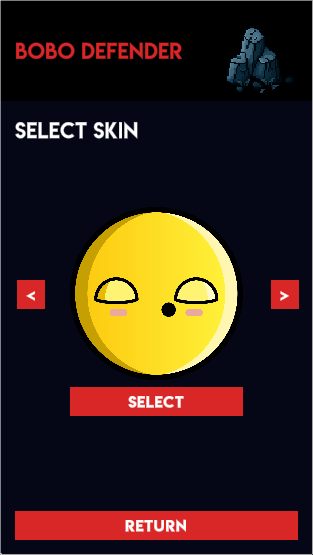 BOBO DEFENDER
SELECT SKIN
< >
SELECT
RETURN